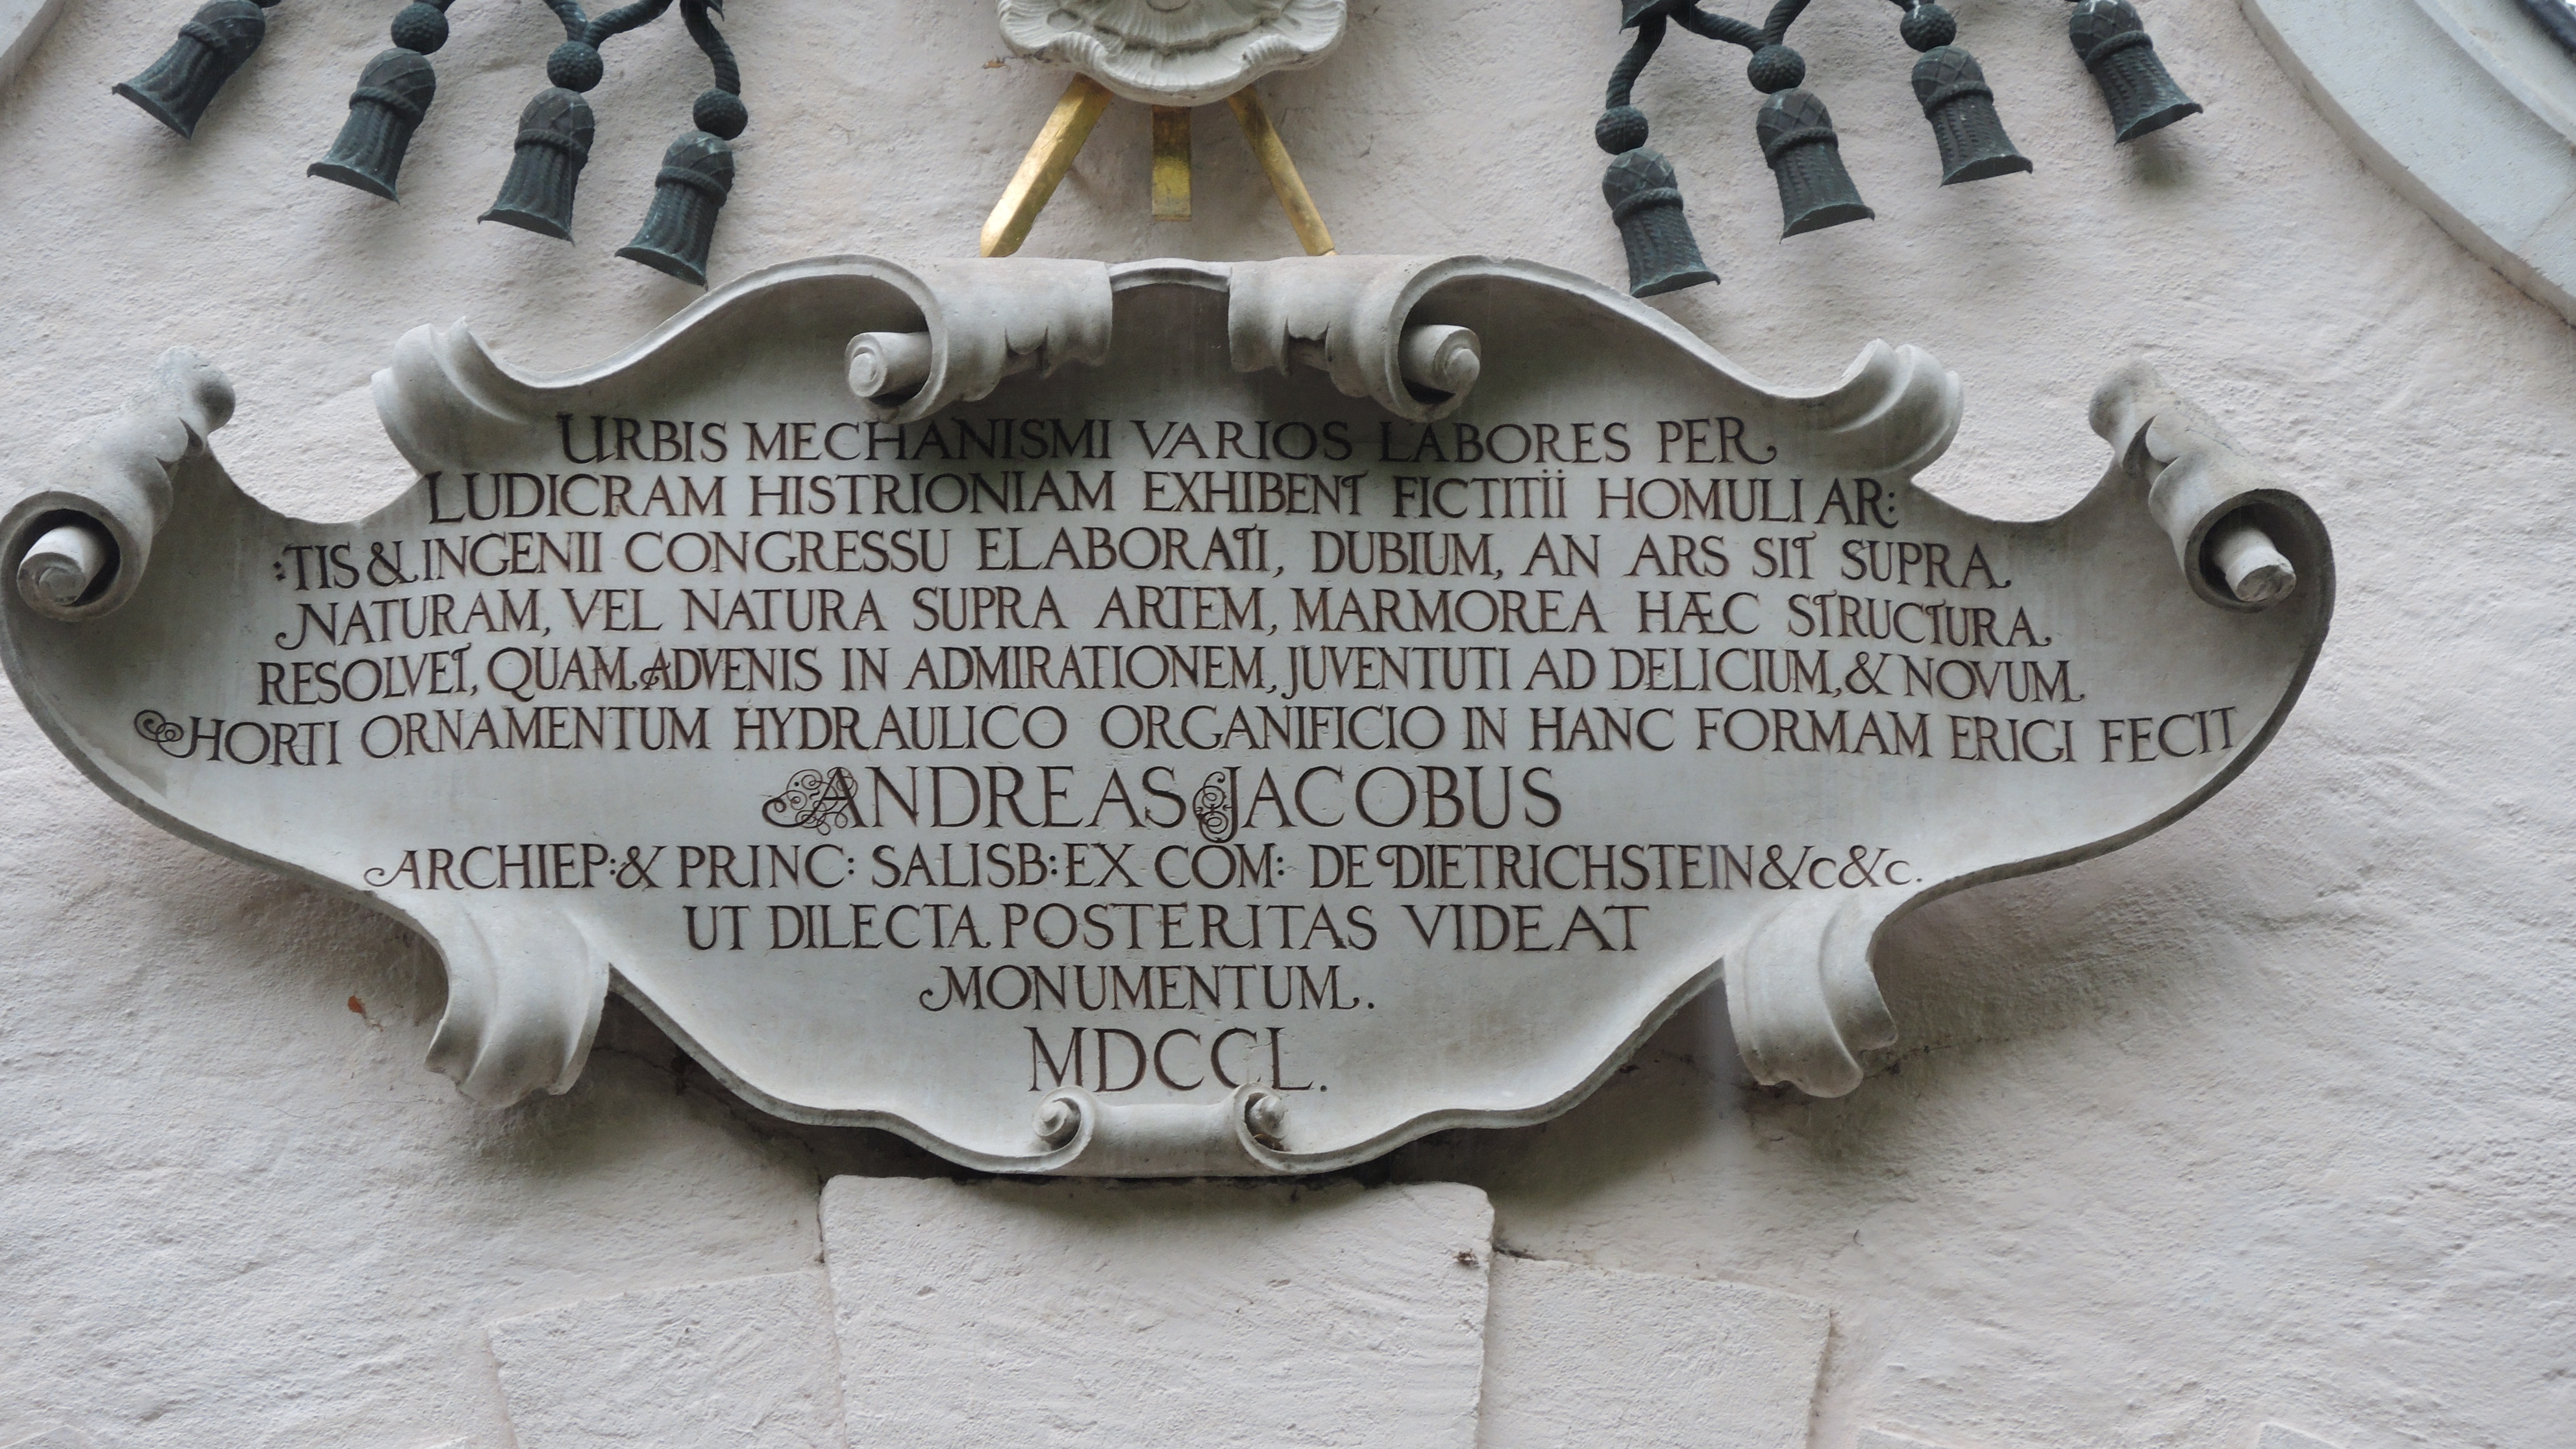 URBIS MECHANISMI VARIOS LABORES PER
LUDICRAM HISTRIONIAM EXHIBENT FICTITII HOMULI AR:
:TIS & INGENII CONGRESSU ELABORATI, DUBIUM, AN ARS SIT SUPRA
NATURAM, VEL NATURA SUPRA ARTEM, MARMOREA HÆC STRUCTURA
RESOLVET, QUAM ADVENIS IN ADMIRATIONEM, JUVENTUTI AD DELICIUM, & NOVUM
HORTI ORNAMENTUM HYDRAULICO ORGANIFICIO IN HANC FORMAM ERIGI FECIT
ANDREAS JACOBUS
ARCHIEP: & PRINC: SALISB: EX COM: DE DIETRICHSTEIN &c &c.
UT DILECTA POSTERITAS VIDEAT
MONUMENTUM.
MDCCL.